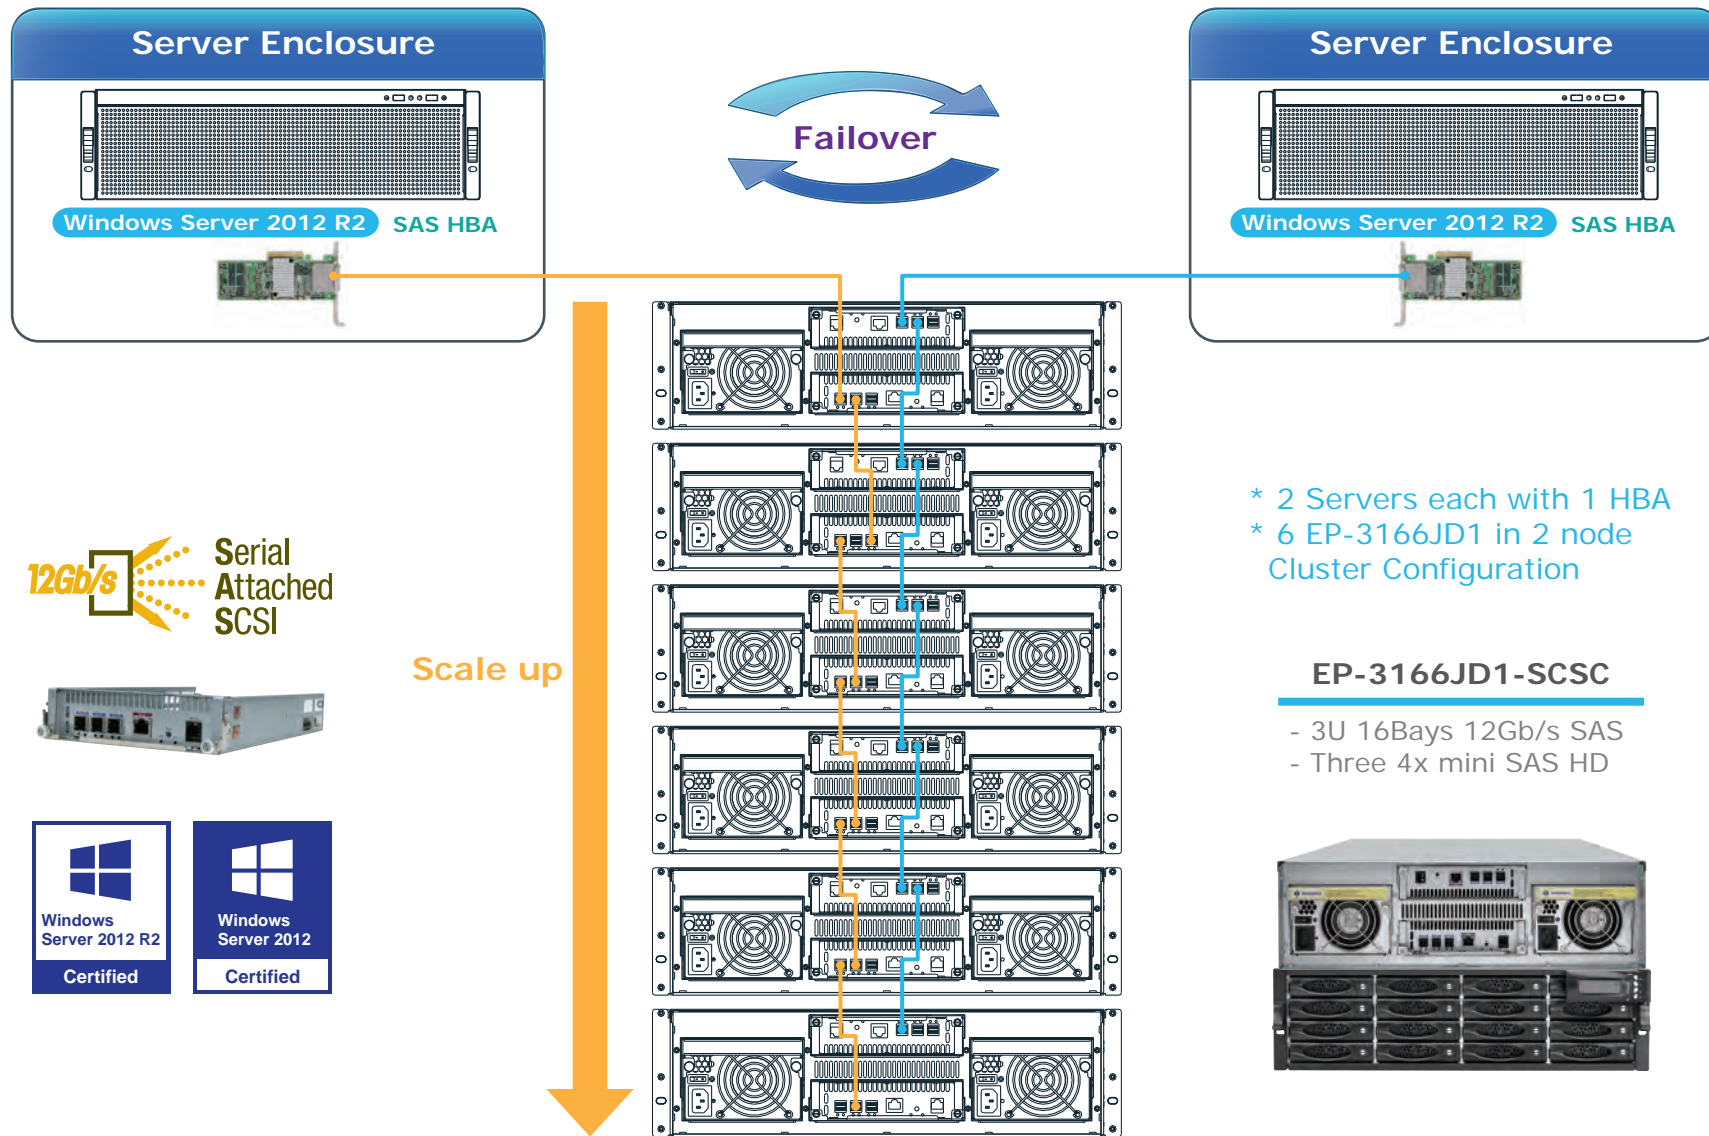 Server Enclosure
Windows Server 2012 R2
SAS HBA
Failover
Server Enclosure
Windows Server 2012 R2
SAS HBA
12Gb/s
Serial
Attached
SCSI
Scale up
Windows
Server 2012 R2
Certified
Windows
Server 2012
Certified
* 2 Servers each with 1 HBA
* 6 EP-3166JD1 in 2 node
Cluster Configuration
EP-3166JD1-SCSC
- 3U 16Bays 12Gb/s SAS
- Three 4x mini SAS HD